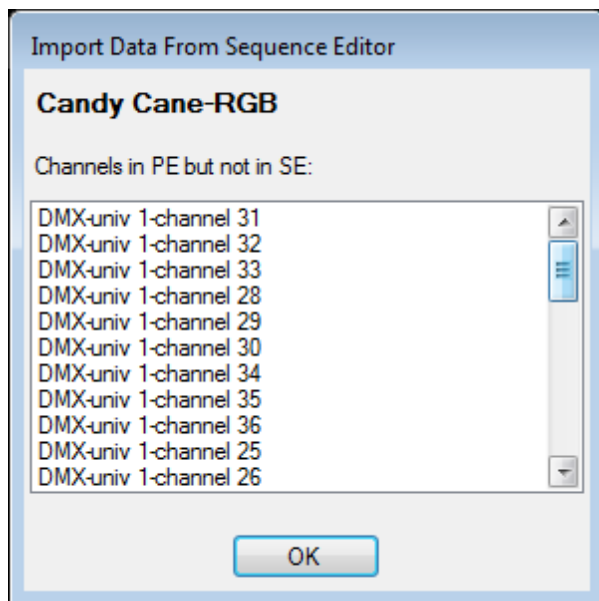 Import Data From Sequence Editor
Candy Cane-RGB
Channels in PE but not in SE:
DMX-univ 1-channel 31
DMX-univ 1-channel 32
DMX-univ 1-channel 33
DMX-univ 1-channel 28
DMX-univ 1-channel 29
DMX-univ 1-channel 30
DMX-univ 1-channel 34
DMX-univ 1-channel 35
DMX-univ 1-channel 36
DMX-univ 1-channel 25
DMX-univ 1-channel 26
OK